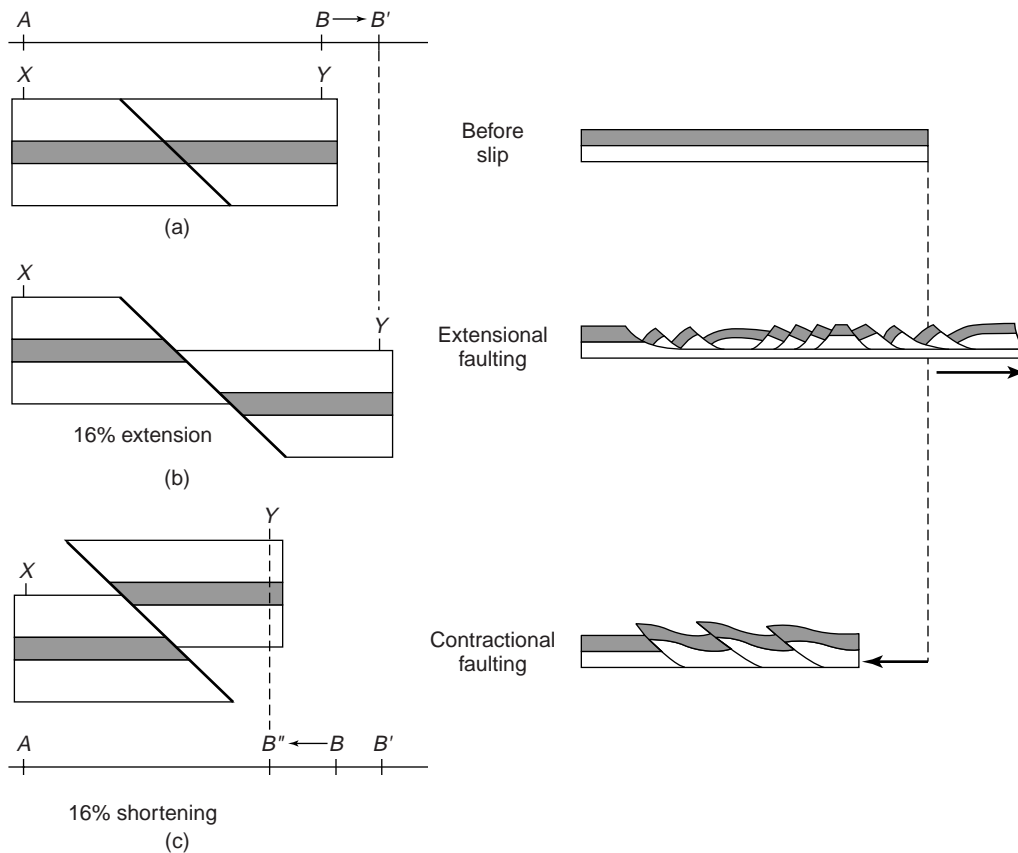 A B B'
X Y
(a)
X
Y
16% extension
(b)
Y
X
A B" B B'
16% shortening
(c)
Before
slip
Extensional
faulting
Contractional
faulting